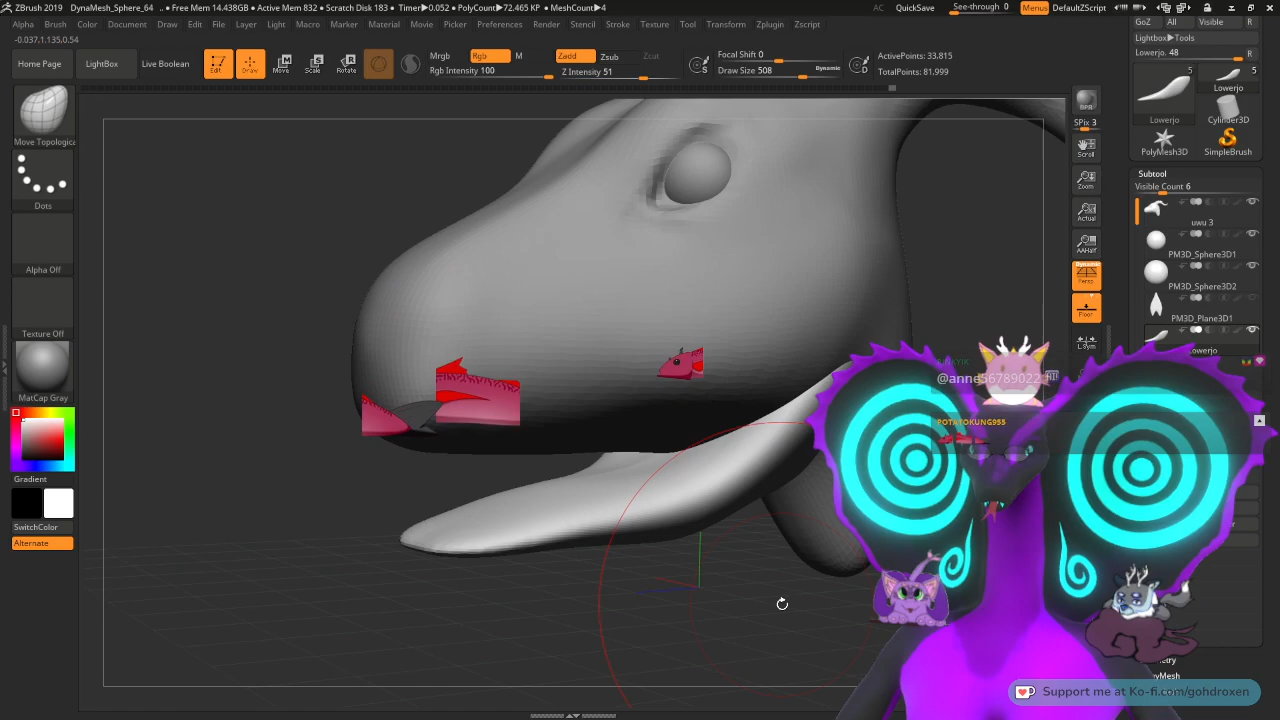 ZBrush 2019 DynaMesh_Sphere_64 .. • Free Mem 14.438GB • Active Mem 832 • Scratch Disk 183 • Timer▶0.052 • PolyCount▶72.465 KP • MeshCount▶4
AC QuickSave See-through 0 Menus DefaultZScript
Alpha Brush Color Document Draw Edit File Layer Light Macro Marker Material Movie Picker Preferences Render Stencil Stroke Texture Tool Transform Zplugin Zscript
-0.037,1.135,0.54
GoZ All Visible R
Lightbox▶Tools
Lowerjo. 48 R
Home Page LightBox Live Boolean Edit Draw Move Scale Rotate
Mrgb Rgb M
Rgb Intensity 100
Zadd Zsub Zcut
Z Intensity 51
S
Focal Shift 0
Draw Size 508 Dynamic
D
ActivePoints: 33,815
TotalPoints: 81.999
5 5
Lowerjo
Lowerjo Cylinder3D
PolyMesh3D SimpleBrush
Move Topologica
Dots
Alpha Off
Texture Off
MatCap Gray
Gradient
SwitchColor
Alternate
BPR
SPix 3
Scroll
Zoom
Actual
AAHalf
Dynamic
Persp
Floor
L.Sym
Subtool
Visible Count 6
uwu 3
PM3D_Sphere3D1
PM3D_Sphere3D2
PM3D_Plane3D1
Lowerjo
@anne56789022
POTATOKUNG955
Support me at Ko-fi.com/gohdroxen